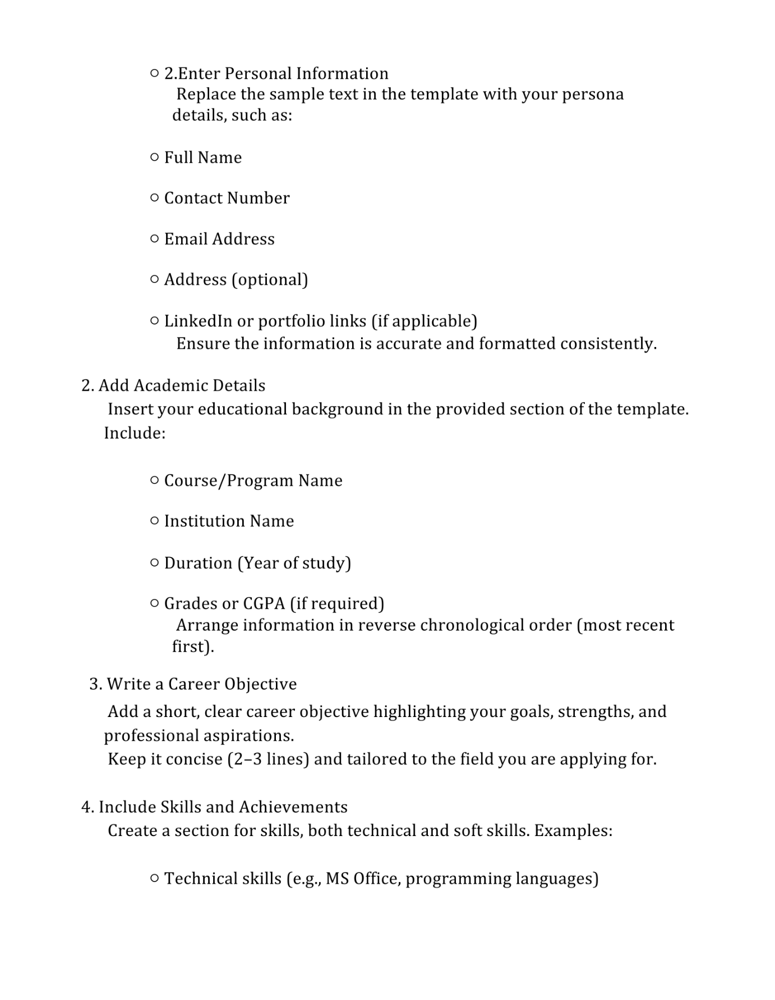 ○ 2.Enter Personal Information
Replace the sample text in the template with your persona
details, such as:
○ Full Name
○ Contact Number
○ Email Address
○ Address (optional)
○ LinkedIn or portfolio links (if applicable)
Ensure the information is accurate and formatted consistently.
2. Add Academic Details
Insert your educational background in the provided section of the template.
Include:
○ Course/Program Name
○ Institution Name
○ Duration (Year of study)
○ Grades or CGPA (if required)
Arrange information in reverse chronological order (most recent
first).
3. Write a Career Objective
Add a short, clear career objective highlighting your goals, strengths, and
professional aspirations.
Keep it concise (2–3 lines) and tailored to the field you are applying for.
4. Include Skills and Achievements
Create a section for skills, both technical and soft skills. Examples:
○ Technical skills (e.g., MS Office, programming languages)